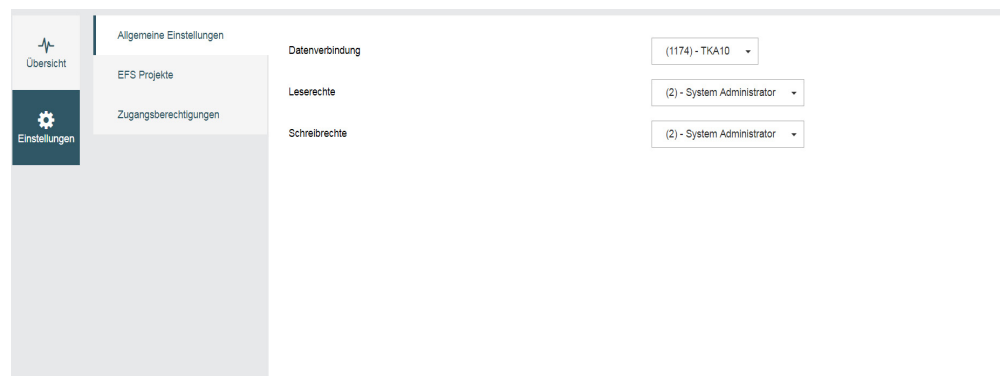 Übersicht
Einstellungen
Allgemeine Einstellungen
EFS Projekte
Zugangsberechtigungen
Datenverbindung
(1174) - TKA10
Leserechte
(2) - System Administrator
Schreibrechte
(2) - System Administrator